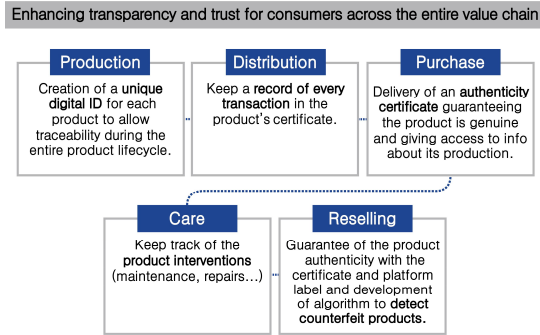 Enhancing transparency and trust for consumers across the entire value chain
Production
Creation of a unique
digital ID for each
product to allow
traceability during the
entire product lifecycle.
Distribution
Keep a record of every
transaction in the
product's certificate.
Purchase
Delivery of an authenticity
certificate guaranteeing
the product is genuine
and giving access to info
about its production.
Care
Keep track of the
product interventions
(maintenance, repairs...)
Reselling
Guarantee of the product
authenticity with the
certificate and platform
label and development
of algorithm to detect
counterfeit products.